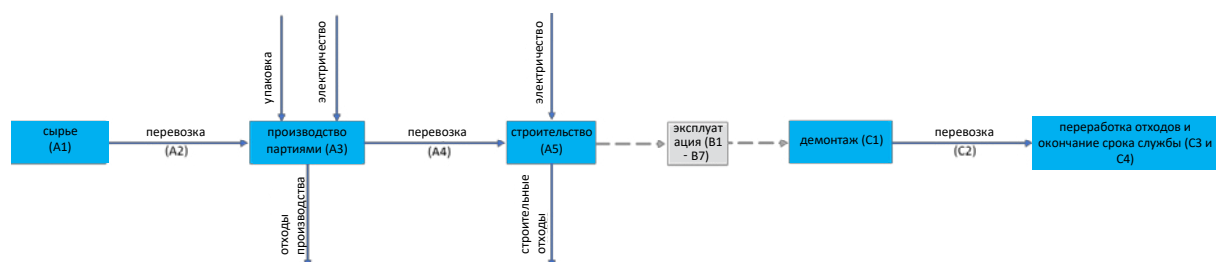 упаковка
электричество
электричество
сырье
(A1)
перевозка
(A2)
производство
партиями (A3)
перевозка
(A4)
строительство
(A5)
эксплуат
ация (B1
- B7)
демонтаж (C1)
перевозка
(C2)
переработка отходов и
окончание срока службы (C3 и
C4)
отходы
производства
строительные
отходы